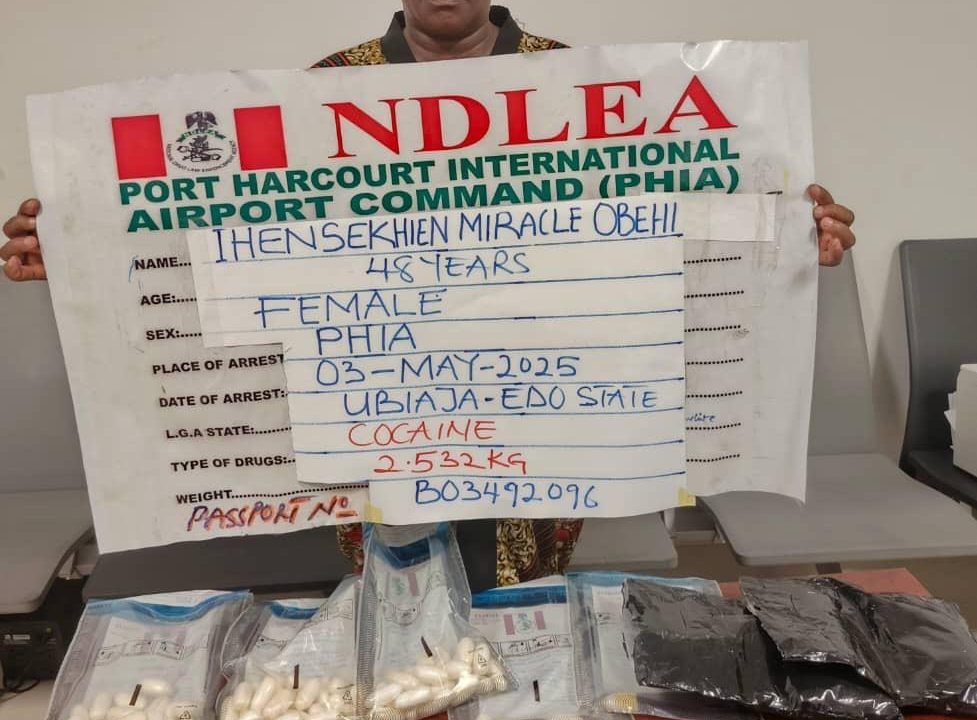 NDLEA
PORT HARCOURT INTERNATIONAL
AIRPORT COMMAND (PHIA)
NAME... IHENSEKHIEN MIRACLE OBEHI
AGE:..... 48 YEARS
SEX:..... FEMALE
PLACE OF ARREST PHIA
DATE OF ARREST: 03-MAY-2025
L.G.A STATE:...... UBIAJA-EDO STATE
TYPE OF DRUGS:.. COCAINE
WEIGHT.................. 2.532KG
PASSPORT No B03492096